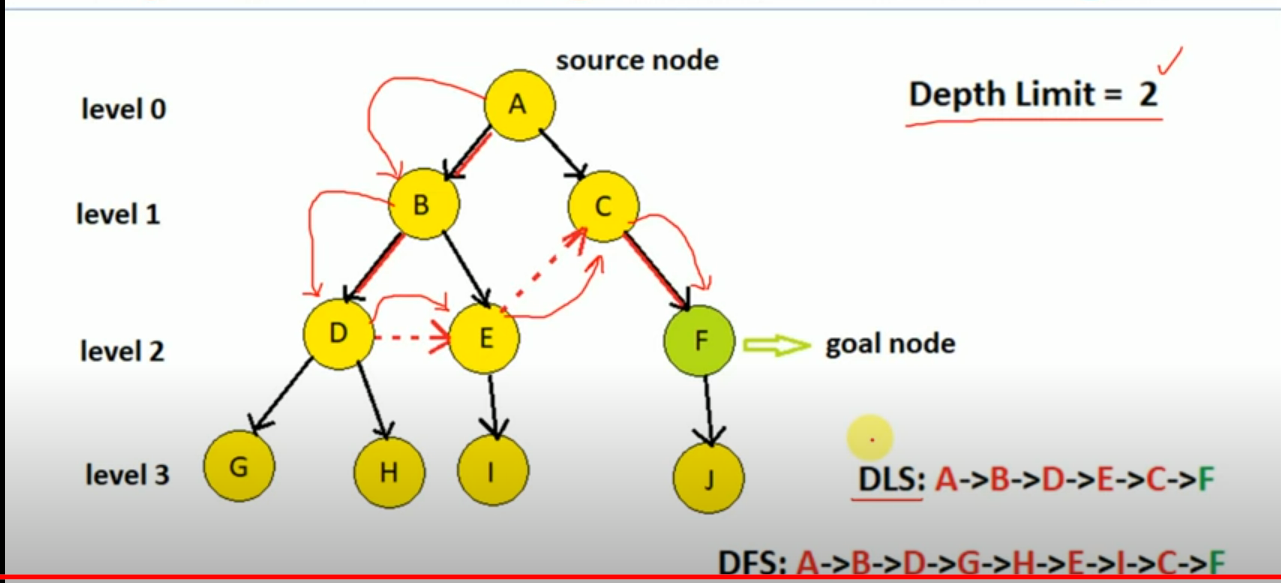 source node
A
Depth Limit = 2
level 0
B
C
level 1
D
E
F
goal node
level 2
G
H
I
J
level 3
DLS: A->B->D->E->C->F
DFS: A->B->D->G->H->E->I->C->F